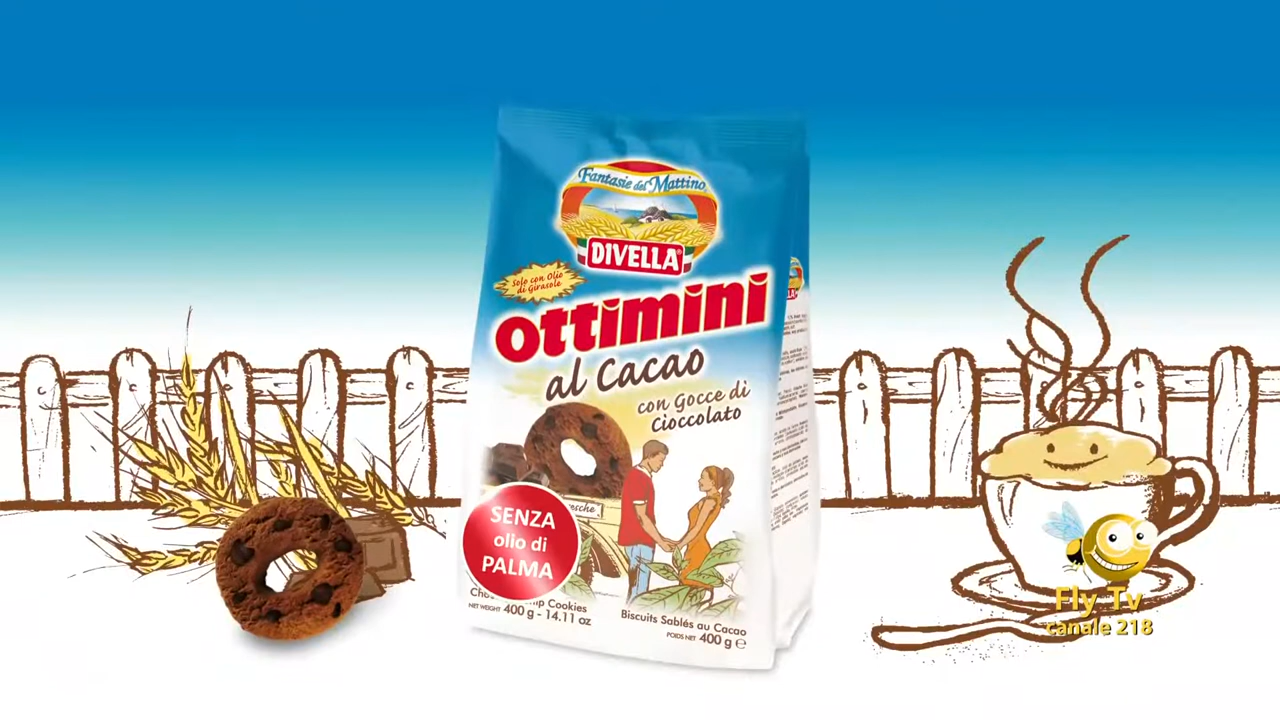 Fantasie del Mattino
DIVELLA
Solo con Olio
di Girasole
ottimini
al Cacao
con Gocce di
Cioccolato
SENZA
olio di
PALMA
Cookies
NET WEIGHT 400 g - 14.11 oz
Biscuits Sablés au Cacao
POIDS NET 400 g e
Fly Tv
canale 218